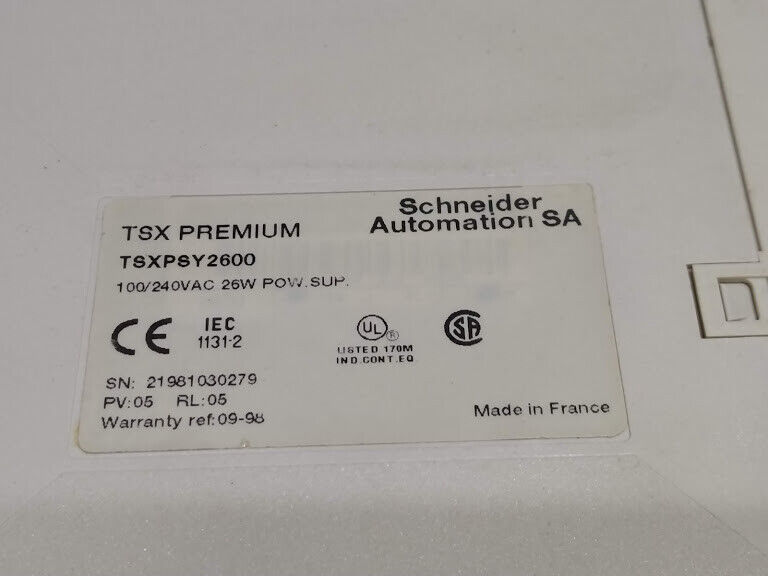 Schneider
Automation SA
TSX PREMIUM
TSXPSY2600
100/240VAC 26W POW.SUP.
CE
IEC
1131-2
UL
®
LISTED 170M
IND.CONT.EQ
SA
SN: 21981030279
PV:05 RL:05
Warranty ref:09-98
Made in France